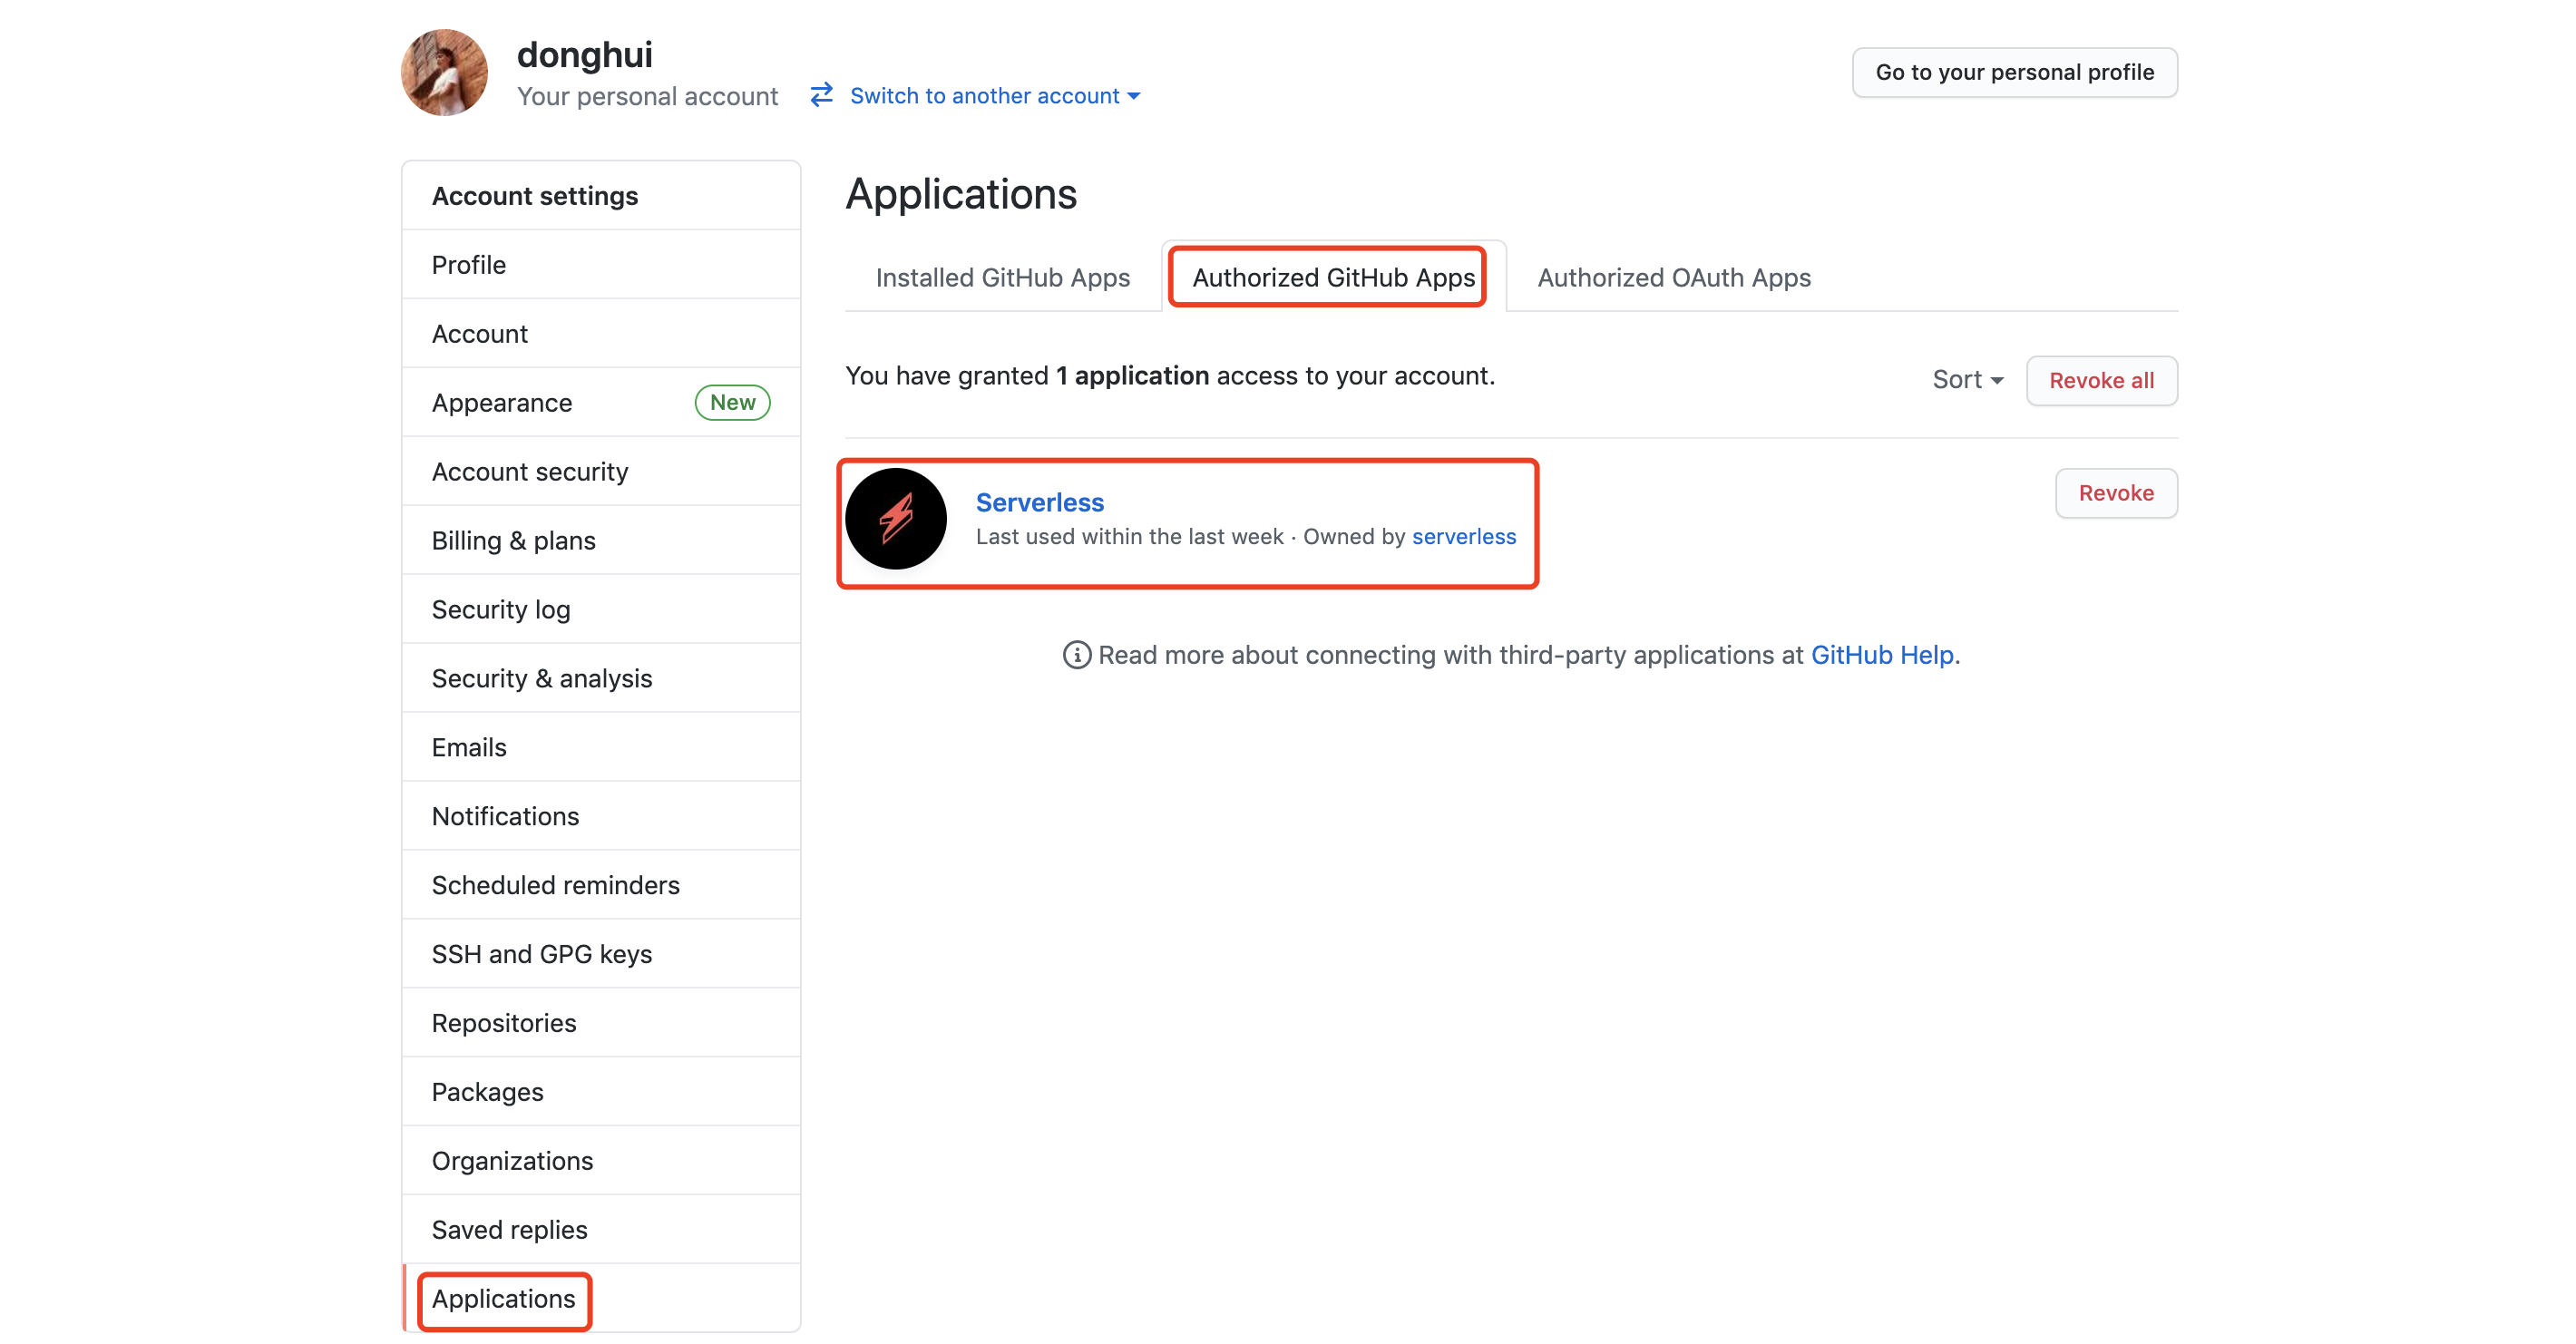 donghui
Your personal account
Switch to another account
Go to your personal profile
Account settings
Profile
Account
Appearance New
Account security
Billing & plans
Security log
Security & analysis
Emails
Notifications
Scheduled reminders
SSH and GPG keys
Repositories
Packages
Organizations
Saved replies
Applications
Applications
Installed GitHub Apps
Authorized GitHub Apps
Authorized OAuth Apps
You have granted 1 application access to your account.
Sort
Revoke all
Serverless
Last used within the last week · Owned by serverless
Revoke
Read more about connecting with third-party applications at GitHub Help.